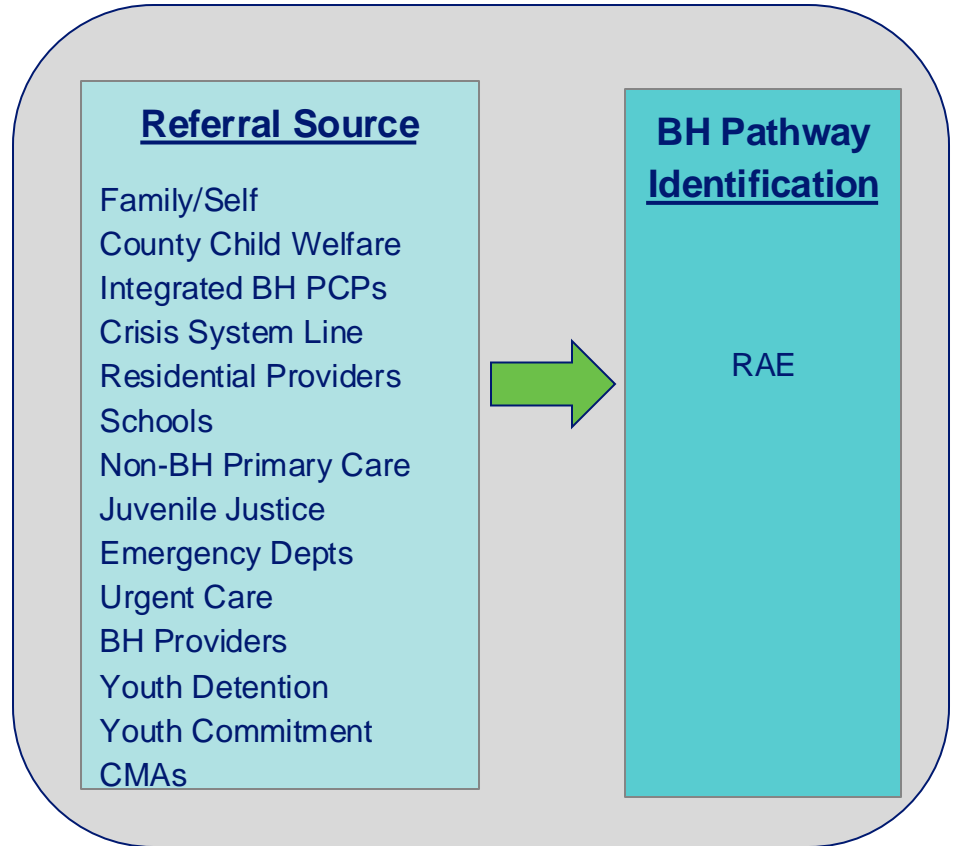 Referral Source
Family/Self
County Child Welfare
Integrated BH PCPs
Crisis System Line
Residential Providers
Schools
Non-BH Primary Care
Juvenile Justice
Emergency Depts
Urgent Care
BH Providers
Youth Detention
Youth Commitment
CMAs
BH Pathway
Identification
RAE